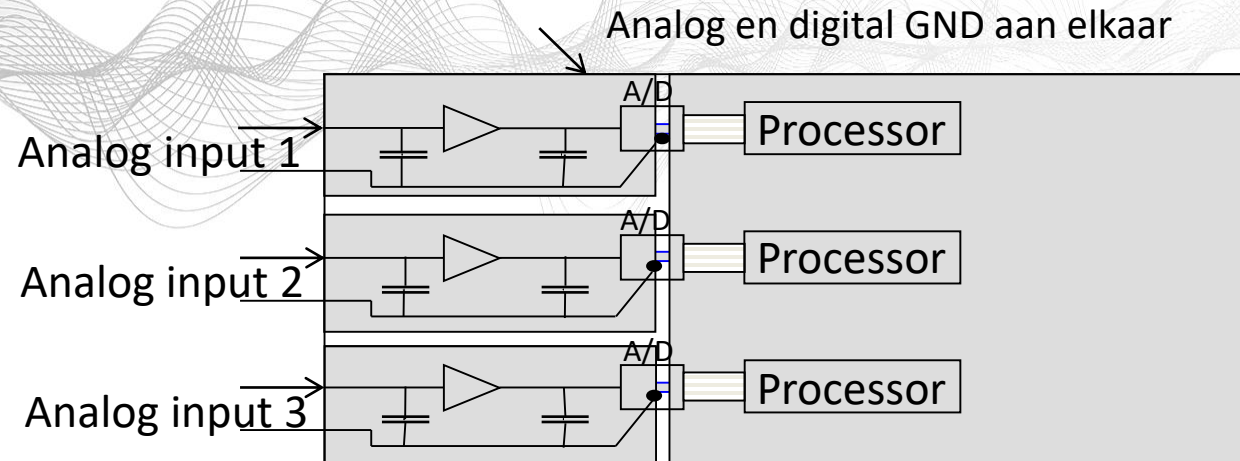 Analog en digital GND aan elkaar
A/D
Analog input 1
Processor
A/D
Analog input 2
Processor
A/D
Analog input 3
Processor